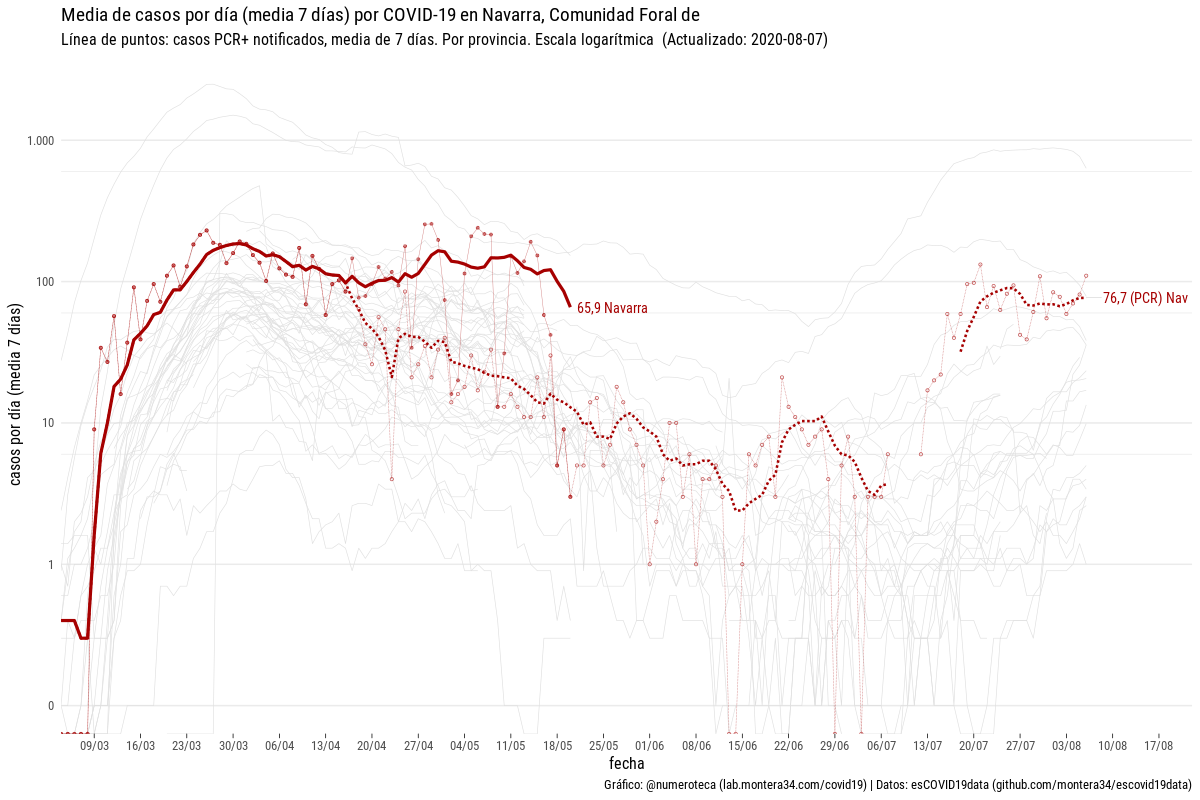 Media de casos por día (media 7 días) por COVID-19 en Navarra, Comunidad Foral de
Línea de puntos: casos PCR+ notificados, media de 7 días. Por provincia. Escala logarítmica (Actualizado: 2020-08-07)
casos por día (media 7 días)
1.000
100
10
1
0
65,9 Navarra
76,7 (PCR) Nav
09/03 16/03 23/03 30/03 06/04 13/04 20/04 27/04 04/05 11/05 18/05 25/05 01/06 08/06 15/06 22/06 29/06 06/07 13/07 20/07 27/07 03/08 10/08 17/08
fecha
Gráfico: @numeroteca (lab.montera34.com/covid19) | Datos: esCOVID19data (github.com/montera34/escovid19data)